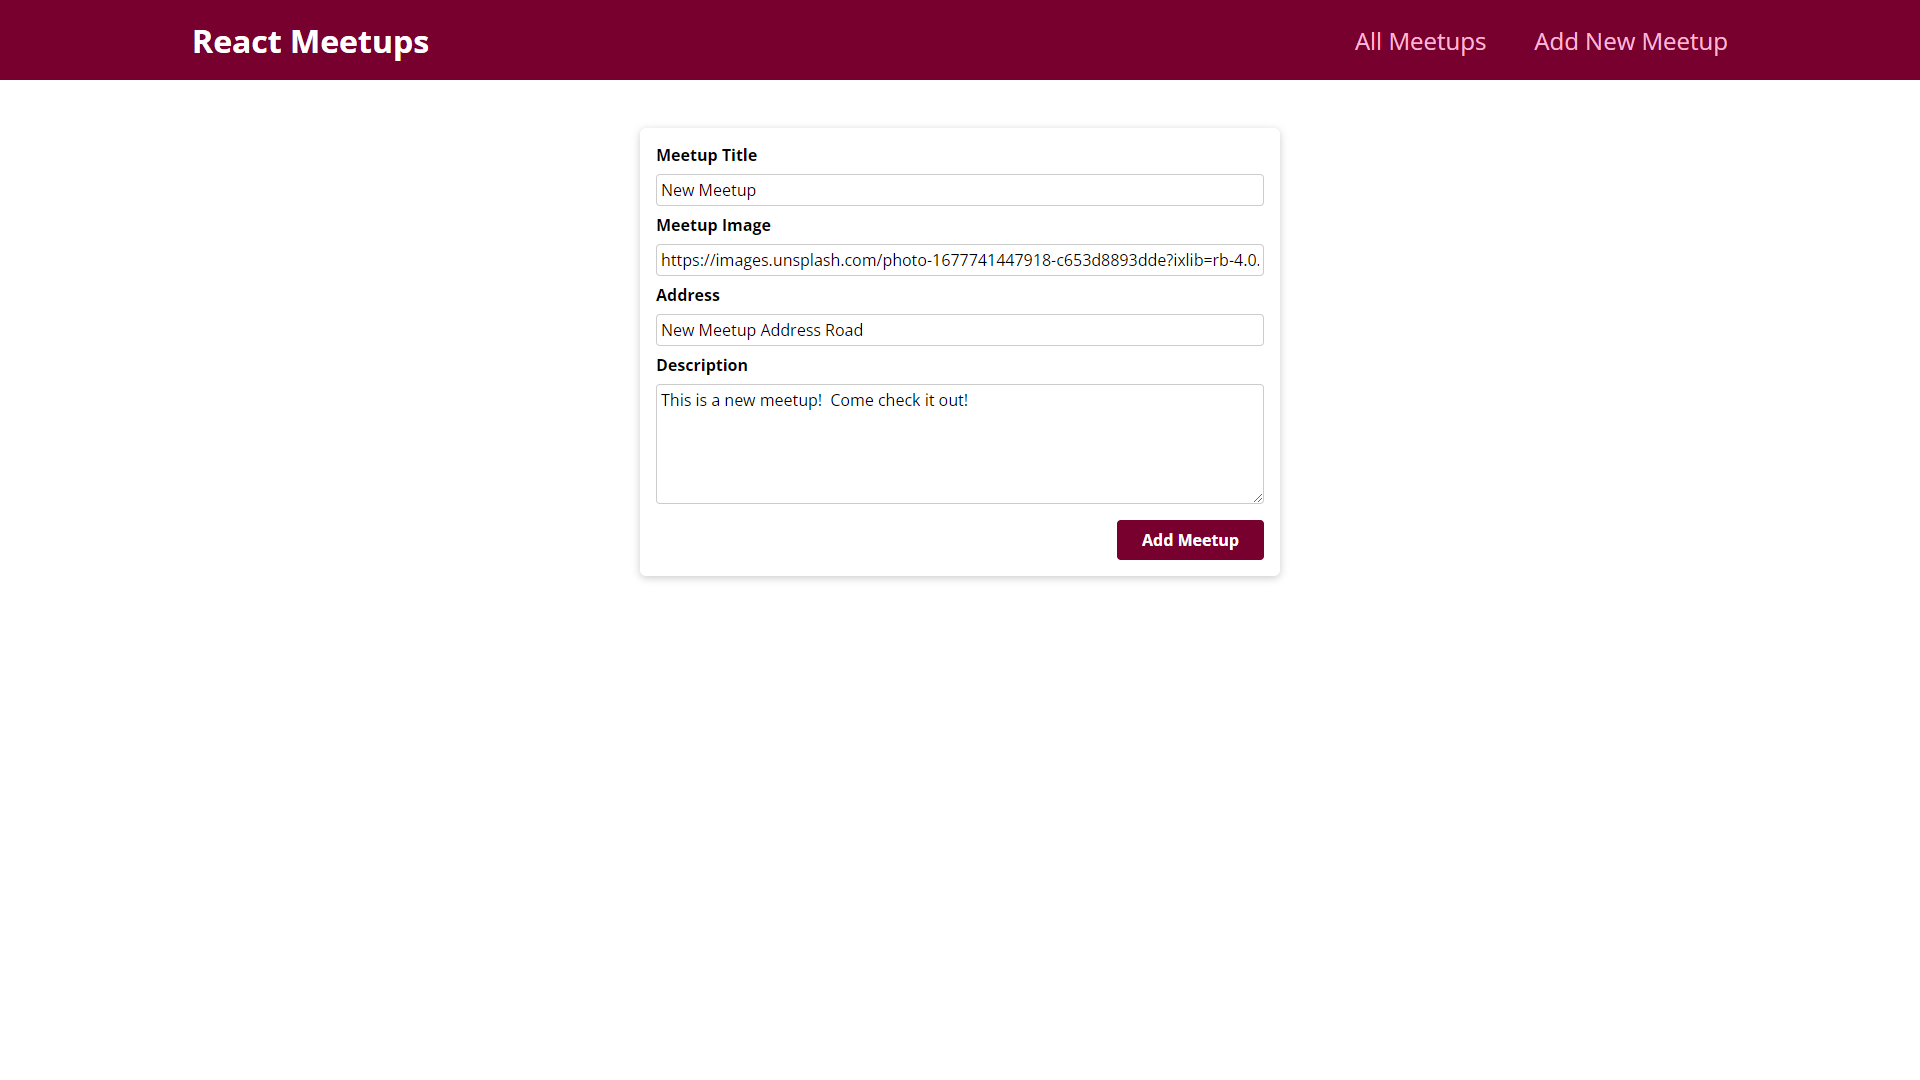 React Meetups
All Meetups
Add New Meetup
Meetup Title
New Meetup
Meetup Image
https://images.unsplash.com/photo-1677741447918-c653d8893dde?ixlib=rb-4.0.
Address
New Meetup Address Road
Description
This is a new meetup!  Come check it out!
Add Meetup